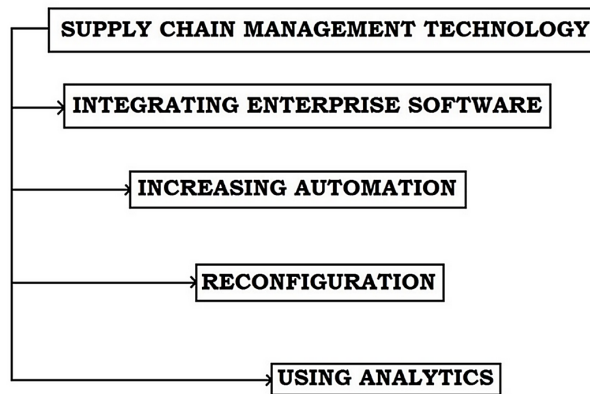 SUPPLY CHAIN MANAGEMENT TECHNOLOGY
INTEGRATING ENTERPRISE SOFTWARE
INCREASING AUTOMATION
RECONFIGURATION
USING ANALYTICS